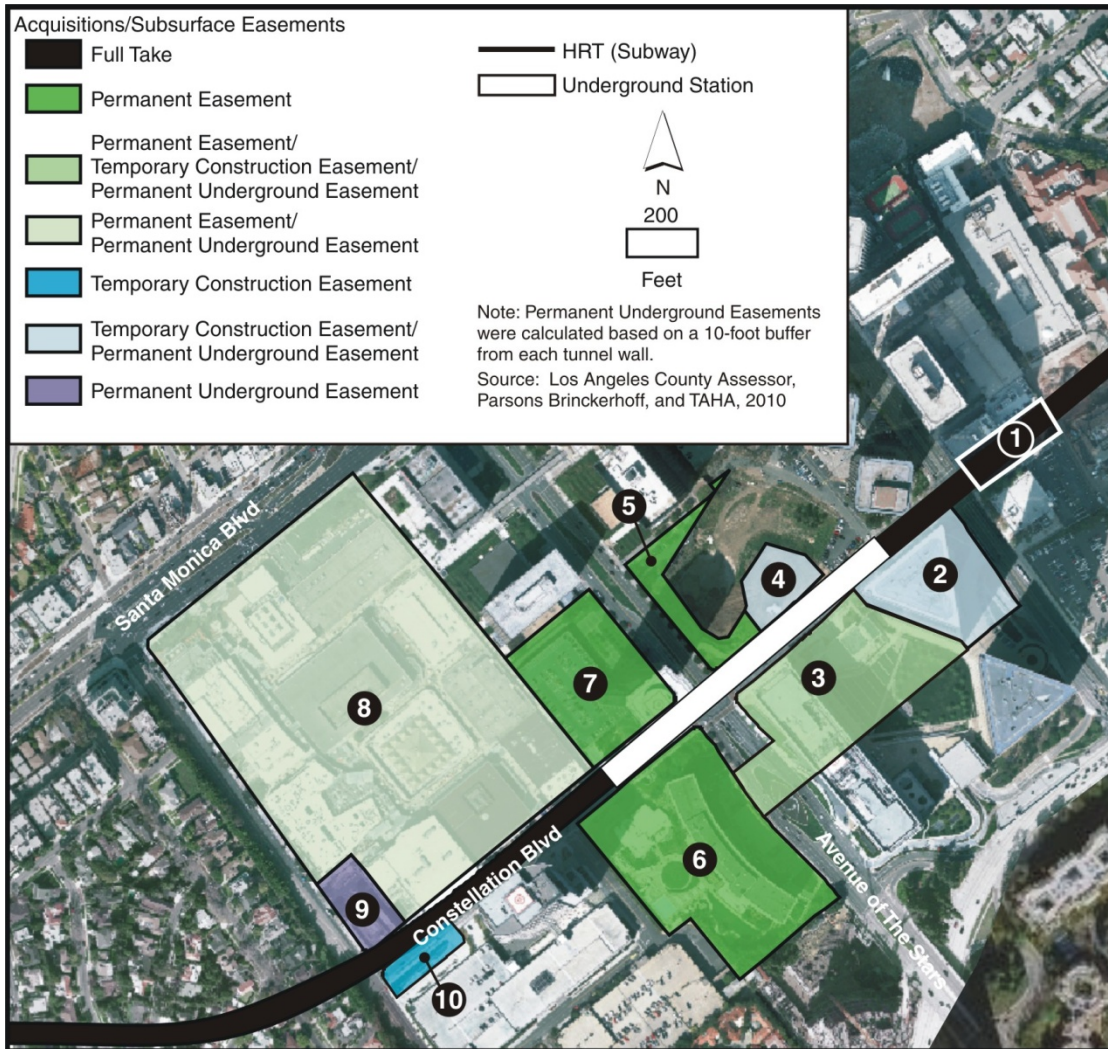 Acquisitions/Subsurface Easements
Full Take
Permanent Easement
Permanent Easement/
Temporary Construction Easement/
Permanent Underground Easement
Permanent Easement/
Permanent Underground Easement
Temporary Construction Easement
Temporary Construction Easement/
Permanent Underground Easement
Permanent Underground Easement
HRT (Subway)
Underground Station
N
200
Feet
Note: Permanent Underground Easements
were calculated based on a 10-foot buffer
from each tunnel wall.
Source: Los Angeles County Assessor,
Parsons Brinckerhoff, and TAHA, 2010
1
5
4
2
Santa Monica Blvd
7
3
8
6
Avenue of The Stars
Constellation Blvd
9
10